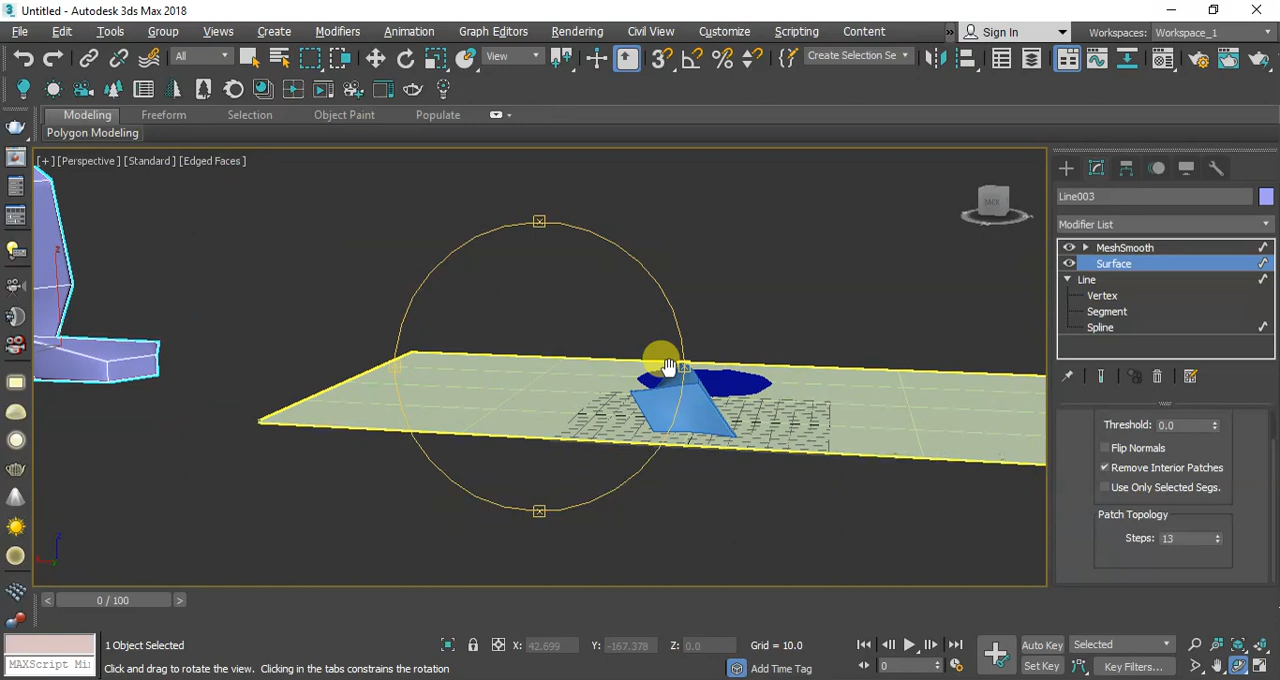 Untitled - Autodesk 3ds Max 2018
File Edit Tools Group Views Create Modifiers Animation Graph Editors Rendering Civil View Customize Scripting Content » Sign In Workspaces: Workspace_1
All View Create Selection Se
Modeling Freeform Selection Object Paint Populate
Polygon Modeling
[+] [Perspective] [Standard] [Edged Faces]
BACK
Line003
Modifier List
MeshSmooth
Surface
Line
Vertex
Segment
Spline
Threshold: 0.0
Flip Normals
Remove Interior Patches
Use Only Selected Segs.
Patch Topology
Steps: 13
< 0 / 100 >
1 Object Selected X: 42.699 Y: -167.378 Z: 0.0 Grid = 10.0 Auto Key Selected
MAXScript Mi Click and drag to rotate the view. Clicking in the tabs constrains the rotation Add Time Tag 0 Set Key Key Filters...